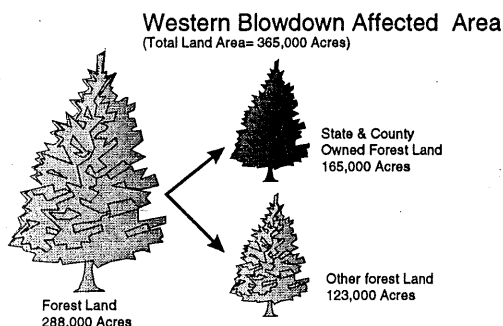 Western Blowdown Affected Area
(Total Land Area= 365,000 Acres)
State & County
Owned Forest Land
165,000 Acres
Other forest Land
123,000 Acres
Forest Land
288,000 Acres